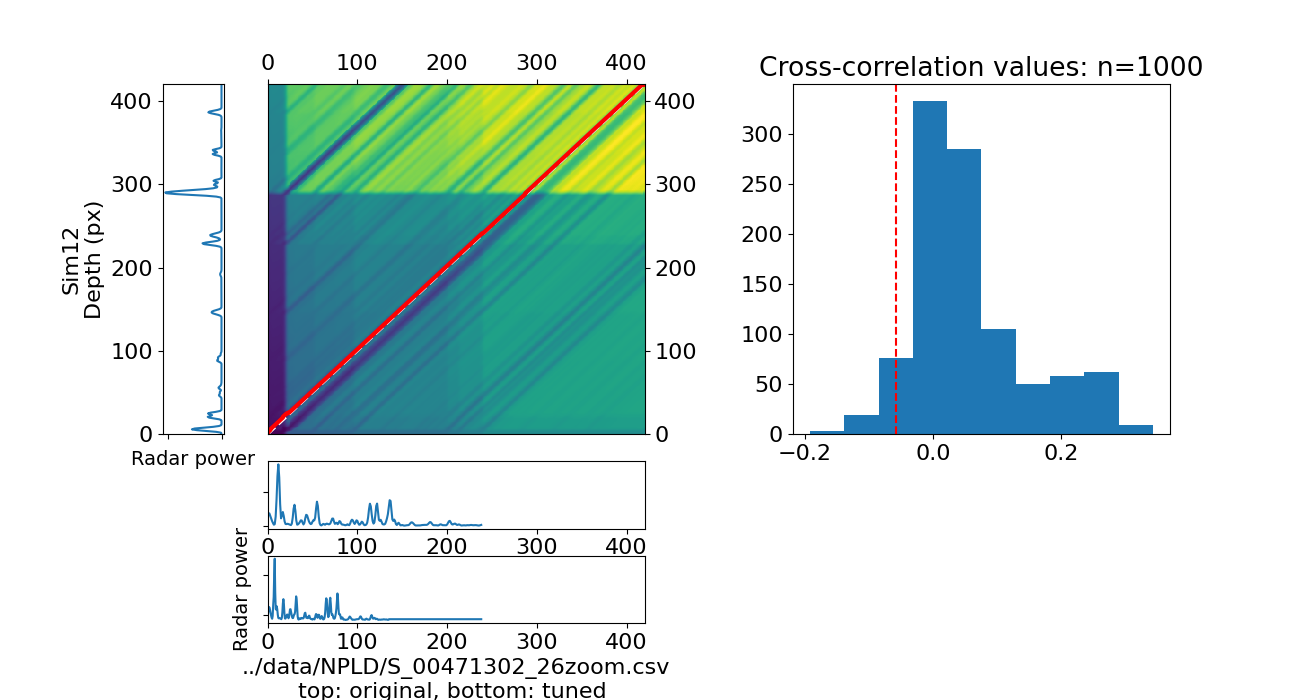 Cross-correlation values: n=1000
0 100 200 300 400
400
300
200
100
0
Sim12
Depth (px)
Radar power
400
300
200
100
0
300
250
200
150
100
50
0
−0.2 0.0 0.2
0 100 200 300 400
Radar power
0 100 200 300 400
../data/NPLD/S_00471302_26zoom.csv
top: original, bottom: tuned